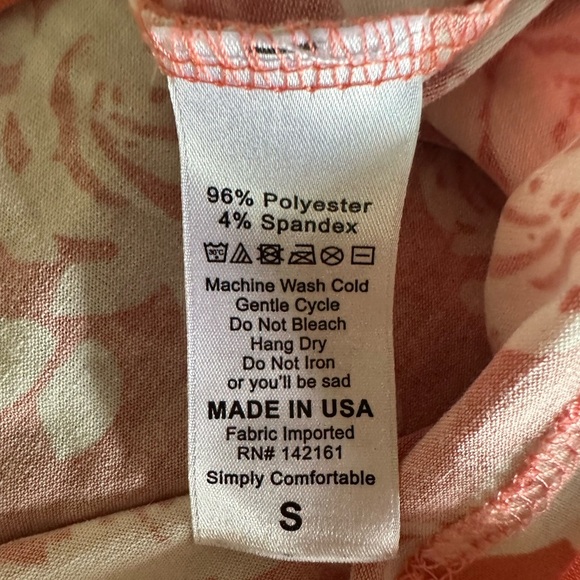 96% Polyester
4% Spandex
30°C
Machine Wash Cold
Gentle Cycle
Do Not Bleach
Hang Dry
Do Not Iron
or you'll be sad
MADE IN USA
Fabric Imported
RN# 142161
Simply Comfortable
S